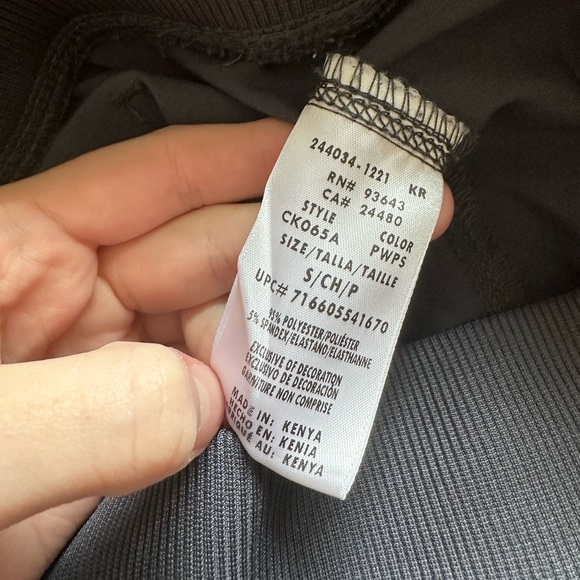 244034-1221 KR
RN# 93643
CA# 24480
STYLE COLOR
CK065A PWPS
SIZE/TALLA/TAILLE
S/CH/P
UPC# 716605541670
95% POLYESTER/POLIÉSTER
5% SPANDEX/ELASTANO/ELASTHANNE
EXCLUSIVE OF DECORATION
EXCLUSIVO DE DECORACIÓN
GARNITURE NON COMPRISE
MADE IN: KENYA
HECHO EN: KENIA
AU: KENYA